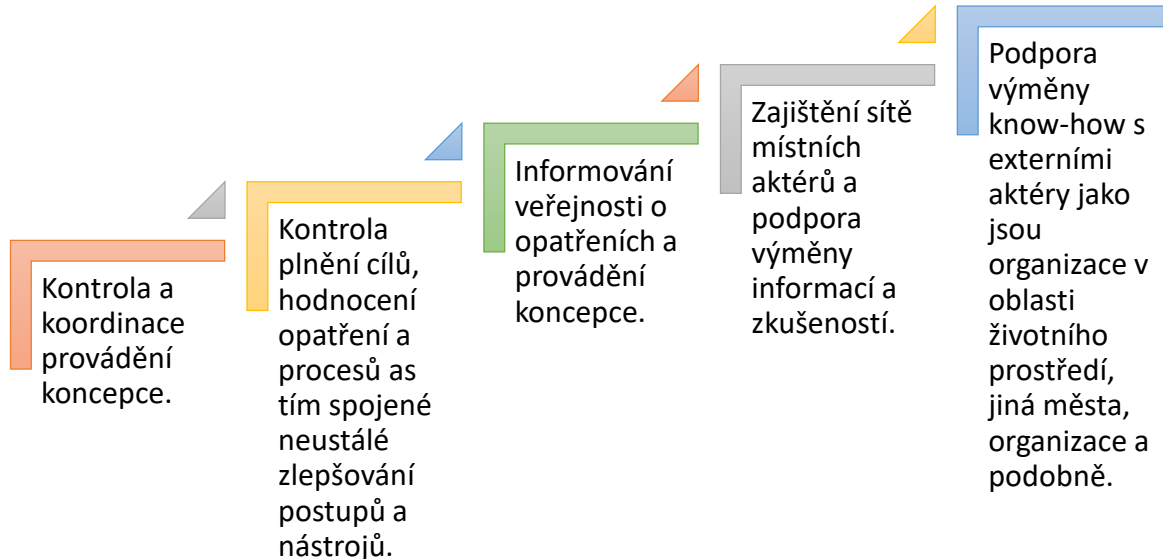 Kontrola a
koordinace
provádění
koncepce.
Kontrola
plnění cílů,
hodnocení
opatření a
procesů as
tím spojené
neustálé
zlepšování
postupů a
nástrojů.
Informování
veřejnosti o
opatřeních a
provádění
koncepce.
Zajištění sítě
místních
aktérů a
podpora
výměny
informací a
zkušeností.
Podpora
výměny
know-how s
externími
aktéry jako
jsou
organizace v
oblasti
životního
prostředí,
jiná města,
organizace a
podobně.